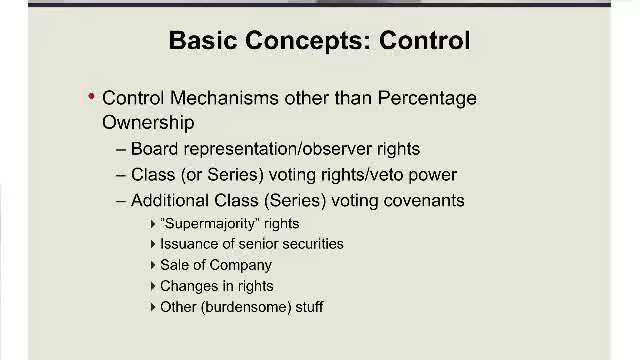 Basic Concepts: Control
• Control Mechanisms other than Percentage
Ownership
– Board representation/observer rights
– Class (or Series) voting rights/veto power
– Additional Class (Series) voting covenants
"Supermajority" rights
Issuance of senior securities
Sale of Company
Changes in rights
Other (burdensome) stuff